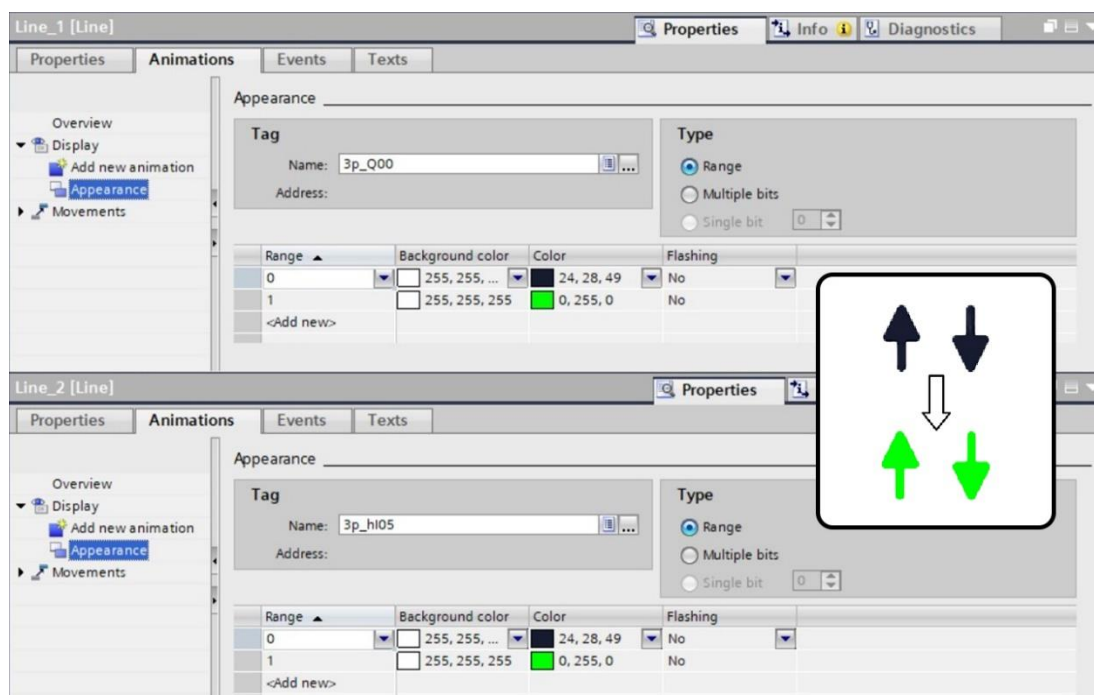 Line_1 [Line]
Properties Info Diagnostics
Properties Animations Events Texts
Appearance
Overview
Display
Add new animation
Appearance
Movements
Tag
Name: 3p_Q00
Address:
Type
Range
Multiple bits
Single bit 0
Range Background color Color Flashing
0 255, 255, ... 24, 28, 49 No
1 255, 255, 255 0, 255, 0 No
<Add new>
Line_2 [Line]
Properties
Properties Animations Events Texts
Appearance
Overview
Display
Add new animation
Appearance
Movements
Tag
Name: 3p_hI05
Address:
Type
Range
Multiple bits
Single bit 0
Range Background color Color Flashing
0 255, 255, ... 24, 28, 49 No
1 255, 255, 255 0, 255, 0 No
<Add new>